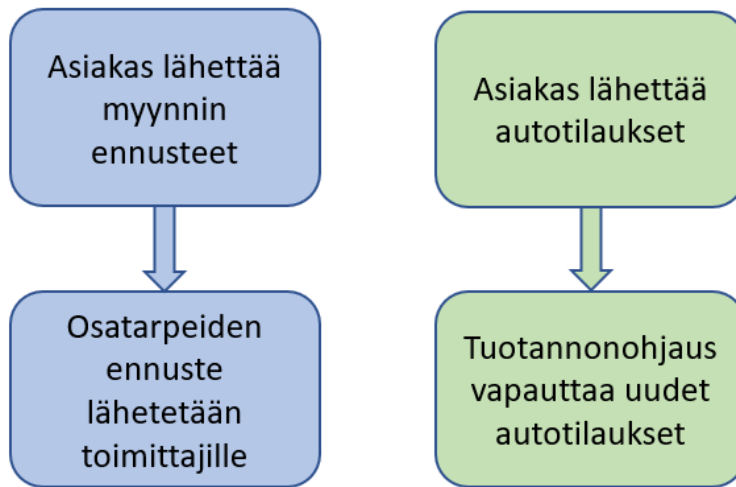 Asiakas lähettää
myynnin
ennusteet
Asiakas lähettää
autotilaukset
Osatarpeiden
ennuste
lähetetään
toimittajille
Tuotannonohjaus
vapauttaa uudet
autotilaukset